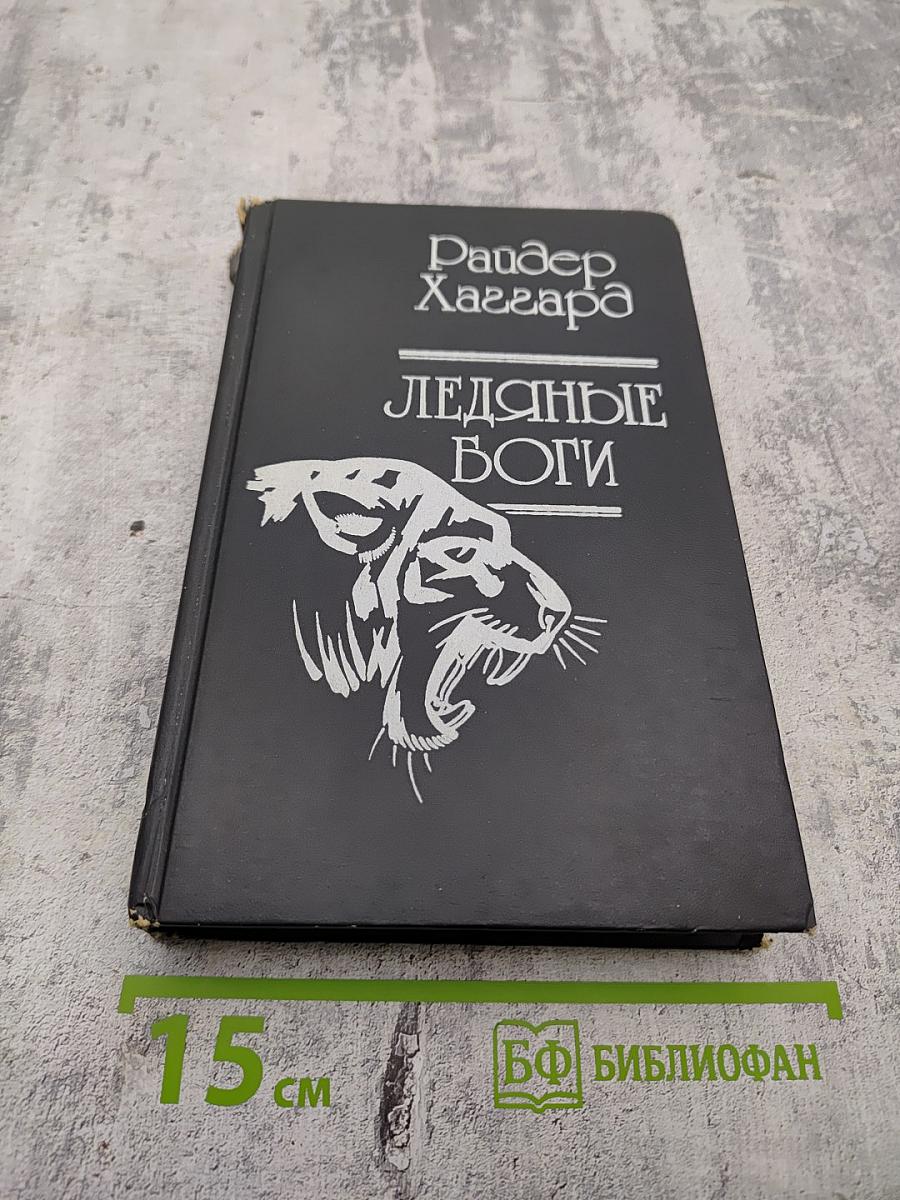 Райдер
Хаггард
ЛЕДЯНЫЕ
БОГИ
15 см
БФ БИБЛИОФАН